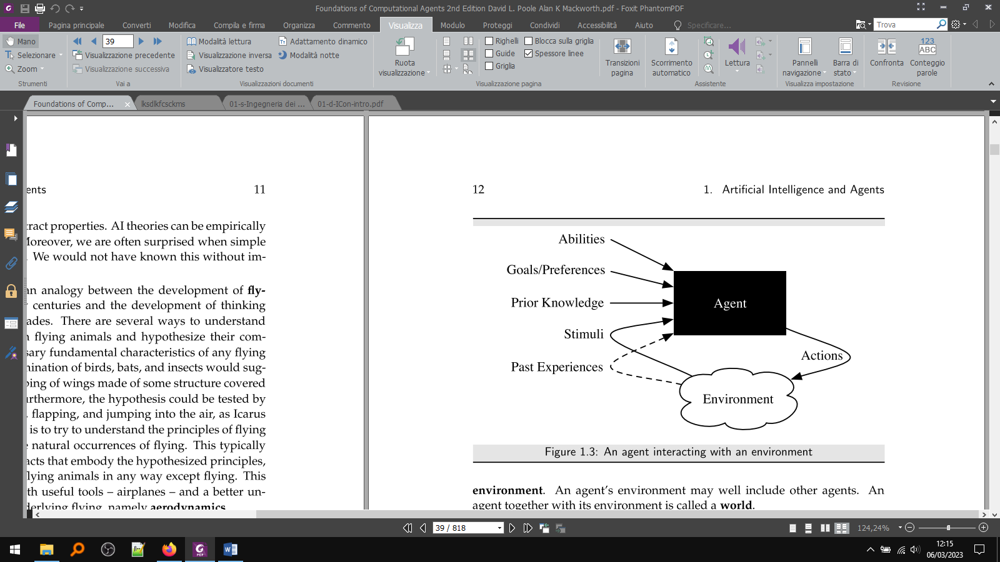 Foundations of Computational Agents 2nd Edition David L. Poole Alan K Mackworth.pdf - Foxit PhantomPDF
File Pagina principale Converti Modifica Compila e firma Organizza Commento Visualizza Modulo Proteggi Condividi Accessibilità Aiuto Specificare... Trova
Mano
Selezionare
Zoom
Strumenti
39
Visualizzazione precedente
Visualizzazione successiva
Vai a
Modalità lettura
Visualizzazione inversa
Visualizzatore testo
Adattamento dinamico
Modalità notte
Visualizzazioni documenti
Ruota
visualizzazione
Righelli
Guide
Griglia
Blocca sulla griglia
Spessore linee
Visualizzazione pagina
Transizioni
pagina
Scorrimento
automatico
Lettura
Assistente
Pannelli
navigazione
Barra di
stato
Visualizza impostazione
123
ABC
Confronta
Conteggio
parole
Revisione
Foundations of Comp...
lksdlkfcsckms
01-s-Ingegneria dei ...
01-d-ICon-intro.pdf
ents 11
tract properties. AI theories can be empirically
Moreover, we are often surprised when simple
. We would not have known this without im-
an analogy between the development of fly-
centuries and the development of thinking
ades. There are several ways to understand
n flying animals and hypothesize their com-
sary fundamental characteristics of any flying
mination of birds, bats, and insects would sug-
ping of wings made of some structure covered
urthermore, the hypothesis could be tested by
, flapping, and jumping into the air, as Icarus
is to try to understand the principles of flying
e natural occurrences of flying. This typically
acts that embody the hypothesized principles,
flying animals in any way except flying. This
th useful tools – airplanes – and a better un-
derlying flying, namely aerodynamics.
12 1. Artificial Intelligence and Agents
Abilities
Goals/Preferences
Prior Knowledge
Stimuli
Past Experiences
Agent
Actions
Environment
Figure 1.3: An agent interacting with an environment
environment. An agent's environment may well include other agents. An
agent together with its environment is called a world.
39 / 818
124,24%
12:15
06/03/2023